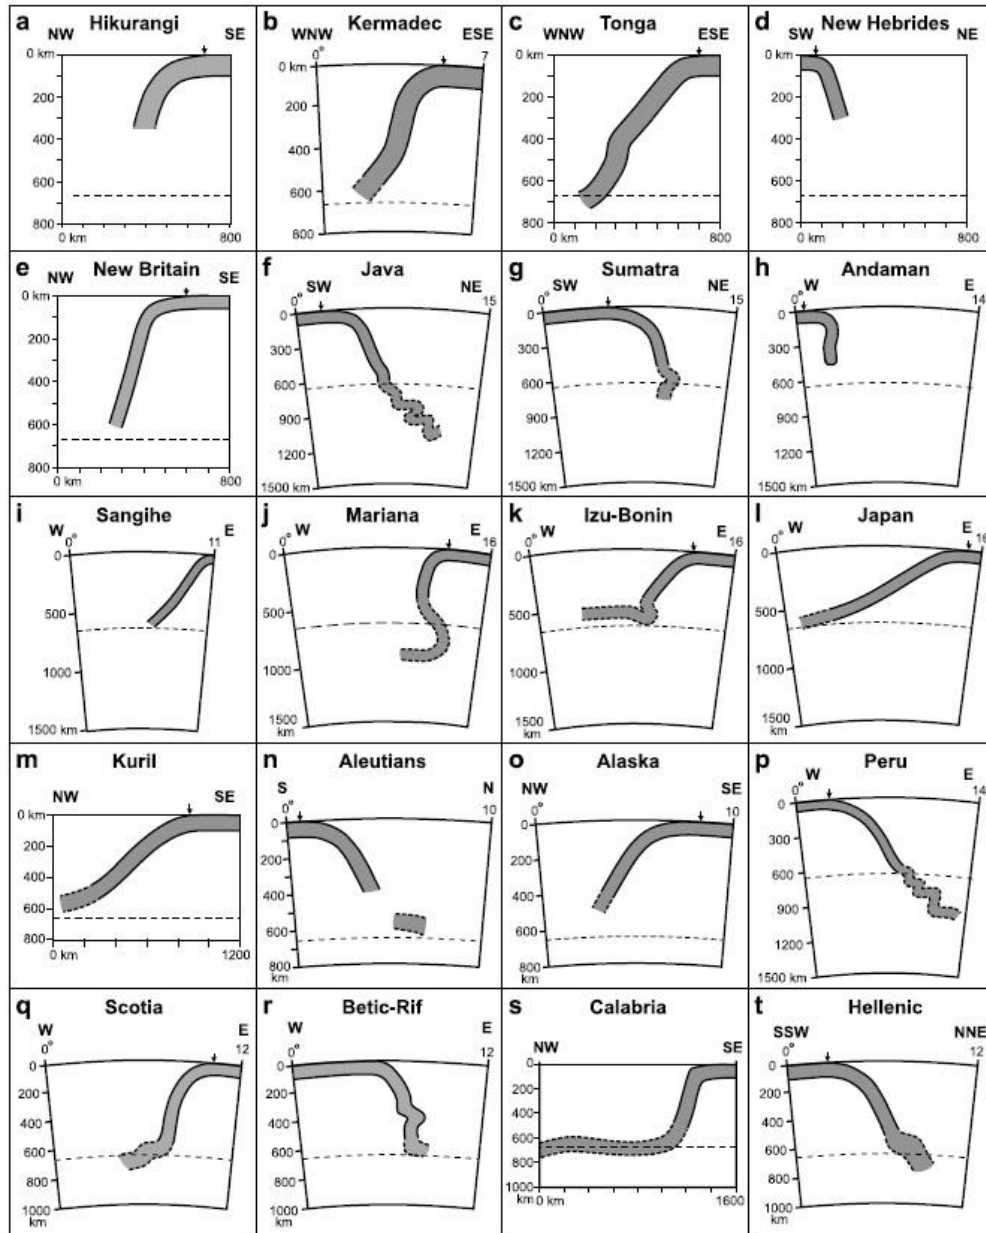 a Hikurangi
NW SE
0 km
200
400
600
800
0 km 800
b Kermadec
WNW ESE
0° 7
0 km
200
400
600
800
c Tonga
WNW ESE
0 km
200
400
600
800
0 km 800
d New Hebrides
SW NE
0 km
200
400
600
800
0 km 800
e New Britain
NW SE
0 km
200
400
600
800
0 km 800
f Java
SW NE
0° 15
0
300
600
900
1200
1500 km
g Sumatra
SW NE
0° 15
0
300
600
900
1200
1500 km
h Andaman
W E
0° 14
0
300
600
900
1200
1500 km
i Sangihe
W E
0° 11
0
500
1000
1500 km
j Mariana
W E
0° 16
0
500
1000
1500
km
k Izu-Bonin
W E
0° 16
0
500
1000
1500
km
l Japan
W E
0° 16
0
500
1000
1500
km
m Kuril
NW SE
0 km
200
400
600
800
0 km 1200
n Aleutians
S N
0° 10
0
200
400
600
800
km
o Alaska
NW SE
0° 10
0
200
400
600
800
km
p Peru
W E
0° 14
0
300
600
900
1200
1500 km
q Scotia
W E
0° 12
0
200
400
600
800
1000
km
r Betic-Rif
W E
0° 12
0
200
400
600
800
1000
km
s Calabria
NW SE
0
200
400
600
800
1000
km 0 km 1600
t Hellenic
SSW NNE
0° 12
0
200
400
600
800
1000
km